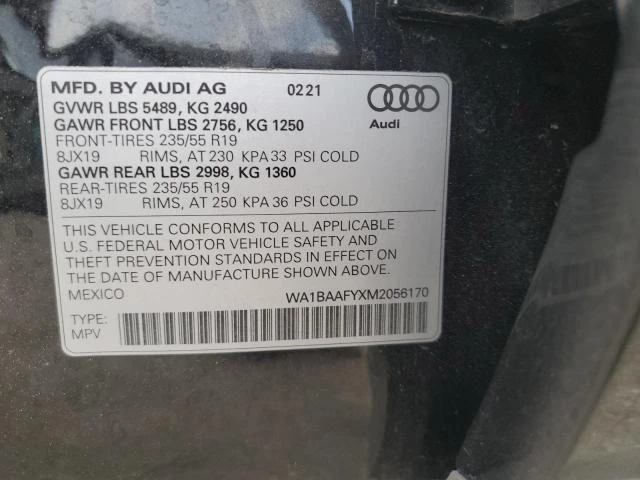 MFD. BY AUDI AG 02 21
GVWR LBS 5489, KG 2490
GAWR FRONT LBS 2756, KG 1250
FRONT-TIRES 235/55 R19
8JX19 RIMS, AT 230 KPA 33 PSI COLD
GAWR REAR LBS 2998, KG 1360
REAR-TIRES 235/55 R19
8JX19 RIMS, AT 250 KPA 36 PSI COLD
Audi
THIS VEHICLE CONFORMS TO ALL APPLICABLE
U.S. FEDERAL MOTOR VEHICLE SAFETY AND
THEFT PREVENTION STANDARDS IN EFFECT ON
THE DATE OF MANUFACTURE SHOWN ABOVE.
MEXICO WA1BAAFYXM2056170
TYPE:
MPV